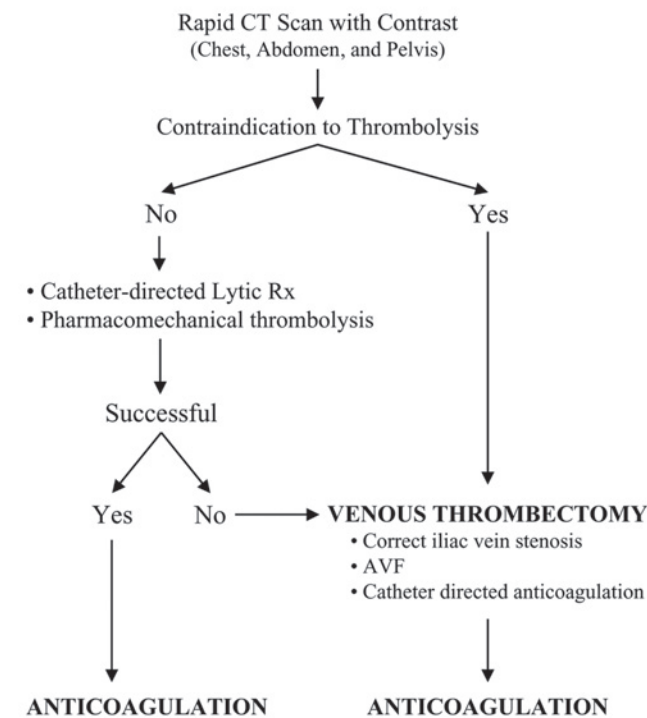 Rapid CT Scan with Contrast
(Chest, Abdomen, and Pelvis)
Contraindication to Thrombolysis
No
Yes
• Catheter-directed Lytic Rx
• Pharmacomechanical thrombolysis
Successful
Yes
No
VENOUS THROMBECTOMY
• Correct iliac vein stenosis
• AVF
• Catheter directed anticoagulation
ANTICOAGULATION
ANTICOAGULATION